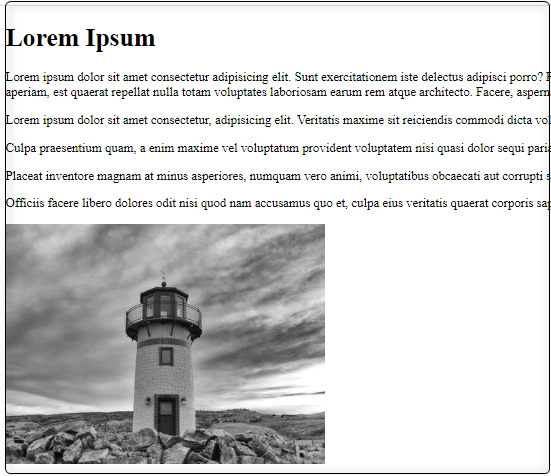 Lorem Ipsum
Lorem ipsum dolor sit amet consectetur adipisicing elit. Sunt exercitationem iste delectus adipisci porro?
aperiam, est quaerat repellat nulla totam voluptates laboriosam earum rem atque architecto. Facere, aspern
Lorem ipsum dolor sit amet consectetur, adipisicing elit. Veritatis maxime sit reiciendis commodi dicta vol
Culpa praesentium quam, a enim maxime vel voluptatum provident voluptatem nisi quasi dolor sequi paria
Placeat inventore magnam at minus asperiores, numquam vero animi, voluptatibus obcaecati aut corrupti s
Officiis facere libero dolores odit nisi quod nam accusamus quo et, culpa eius veritatis quaerat corporis sap